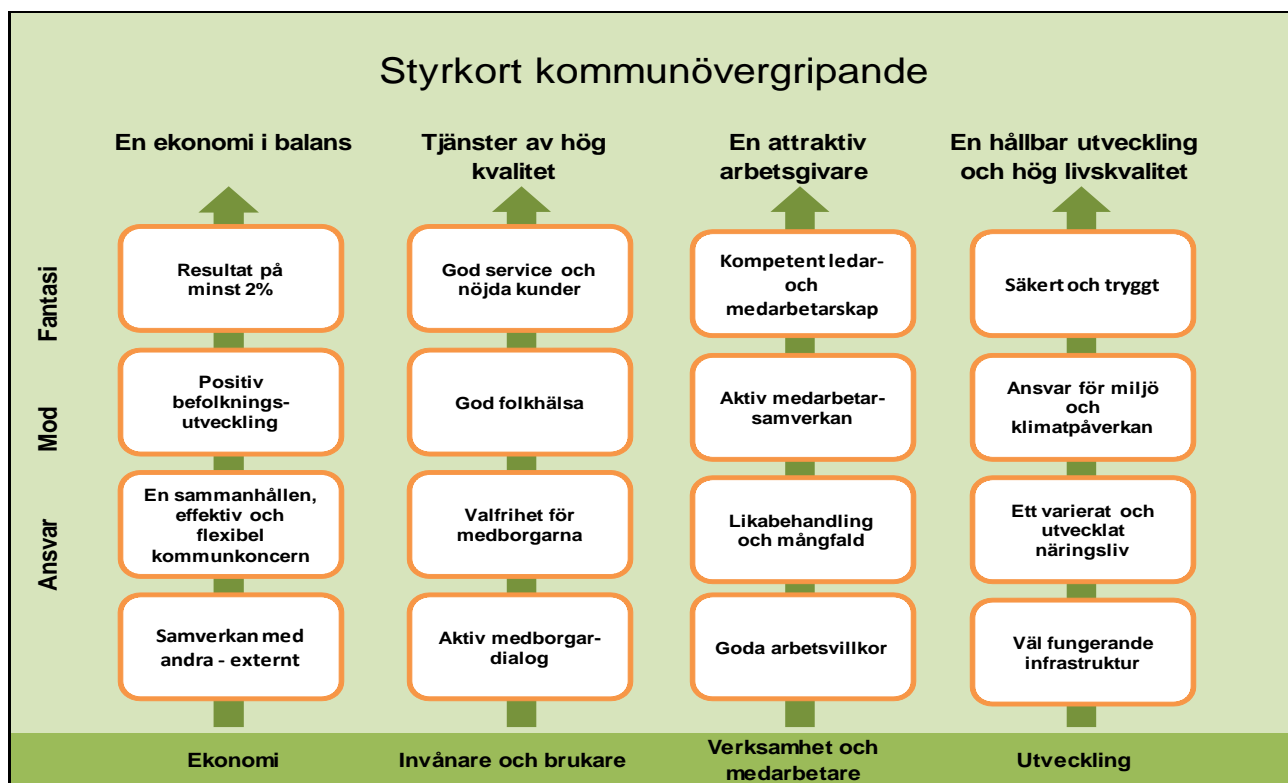 Styrkort kommunövergripande
En ekonomi i balans
Tjänster av hög
kvalitet
En attraktiv
arbetsgivare
En hållbar utveckling
och hög livskvalitet
Fantasi
Mod
Ansvar
Resultat på
minst 2%
Positiv
befolknings-
utveckling
En sammanhållen,
effektiv och
flexibel
kommunkoncern
Samverkan med
andra - externt
God service och
nöjda kunder
God folkhälsa
Valfrihet för
medborgarna
Aktiv medborgar-
dialog
Kompetent ledar-
och
medarbetarskap
Aktiv medarbetar-
samverkan
Likabehandling
och mångfald
Goda arbetsvillkor
Säkert och tryggt
Ansvar för miljö
och
klimatpåverkan
Ett varierat och
utvecklat
näringsliv
Väl fungerande
infrastruktur
Ekonomi
Invånare och brukare
Verksamhet och
medarbetare
Utveckling